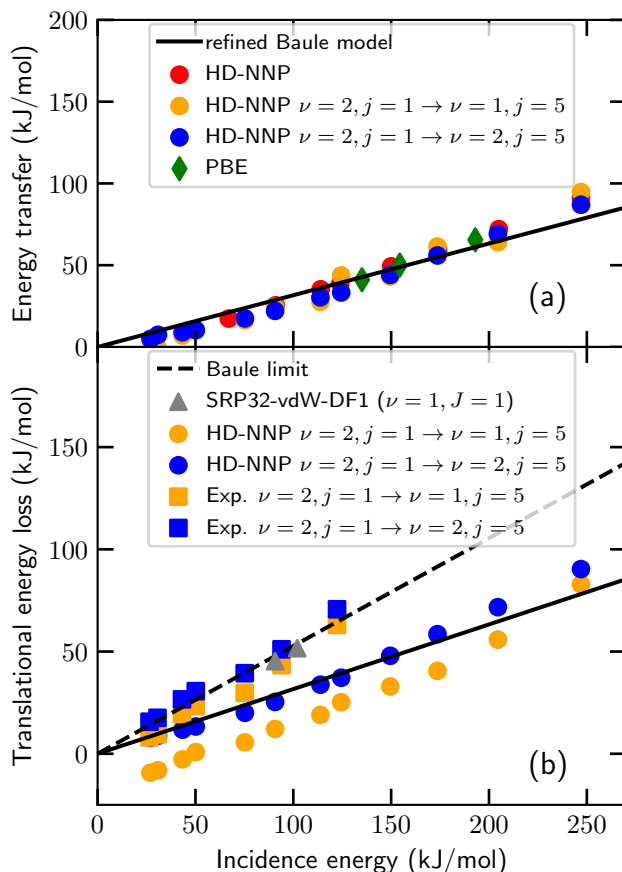 200
150
100
50
0
Energy transfer (kJ/mol)
refined Baule model
HD-NNP
HD-NNP ν = 2, j = 1 → ν = 1, j = 5
HD-NNP ν = 2, j = 1 → ν = 2, j = 5
PBE
(a)
150
100
50
0
Translational energy loss (kJ/mol)
Baule limit
SRP32-vdW-DF1 (ν = 1, J = 1)
HD-NNP ν = 2, j = 1 → ν = 1, j = 5
HD-NNP ν = 2, j = 1 → ν = 2, j = 5
Exp. ν = 2, j = 1 → ν = 1, j = 5
Exp. ν = 2, j = 1 → ν = 2, j = 5
(b)
0 50 100 150 200 250
Incidence energy (kJ/mol)